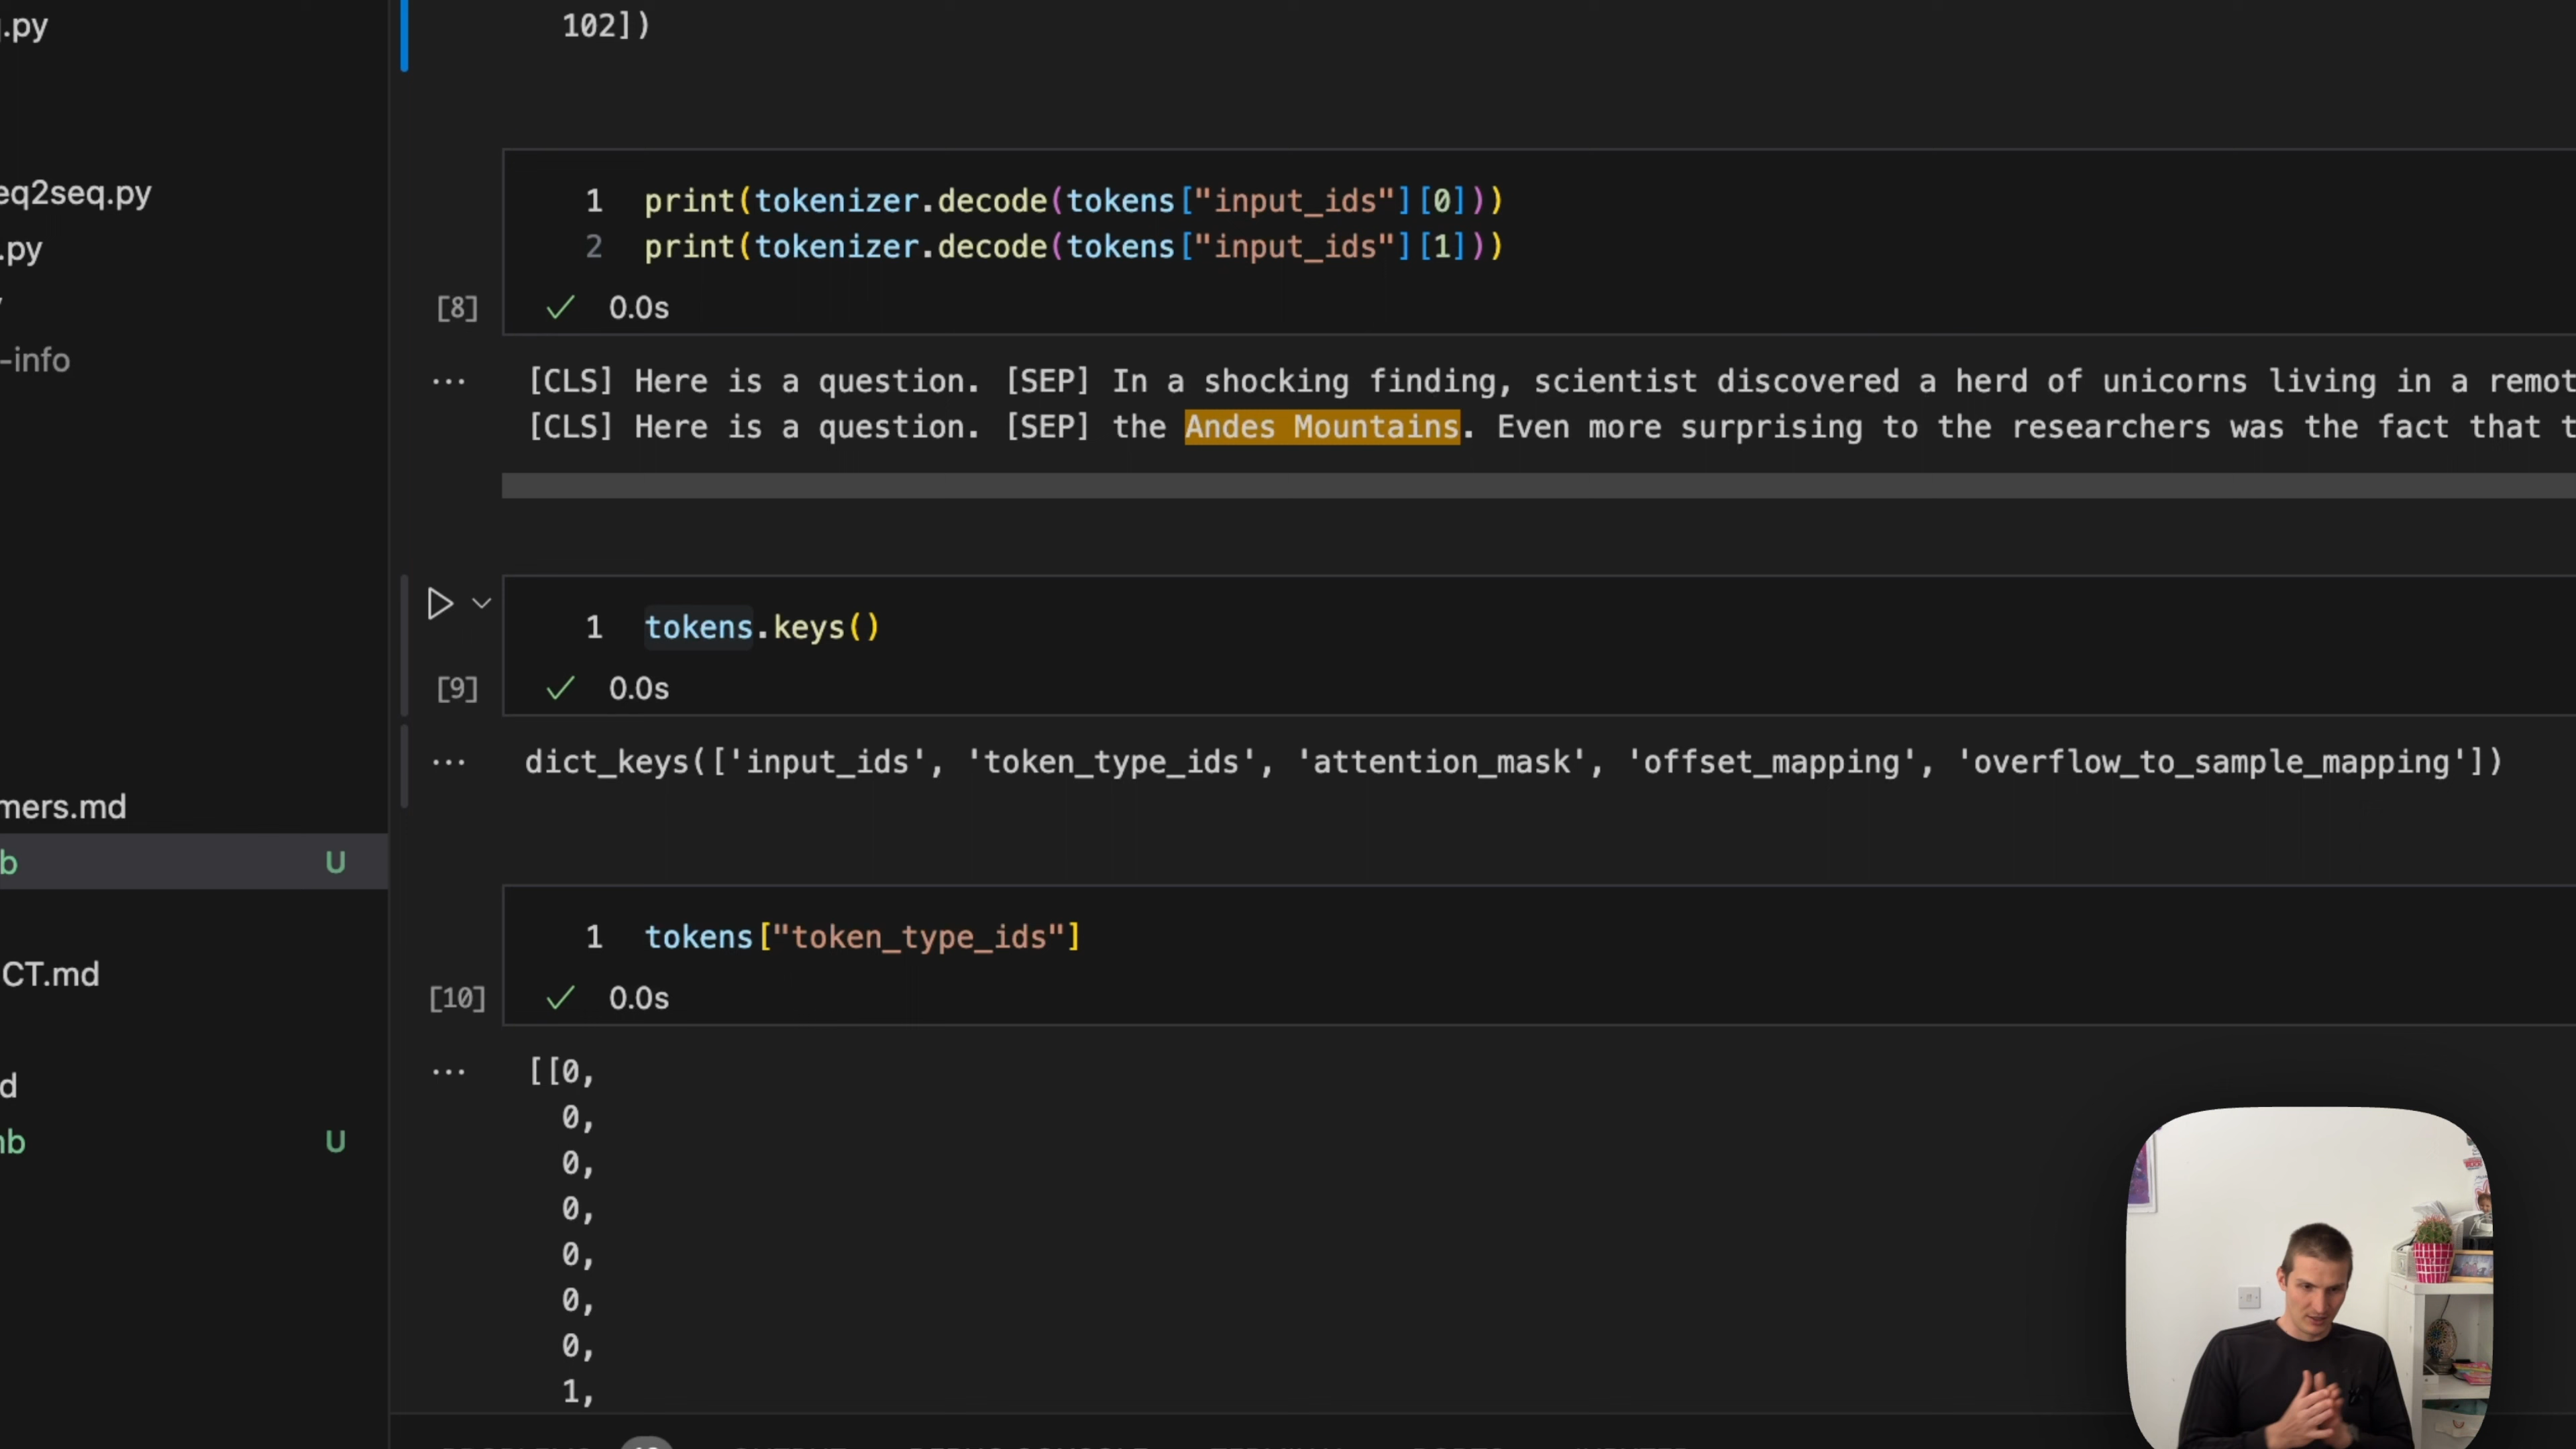 .py
102])
eq2seq.py
.py
-info
1 print(tokenizer.decode(tokens["input_ids"][0]))
2 print(tokenizer.decode(tokens["input_ids"][1]))
[8] ✓ 0.0s
... [CLS] Here is a question. [SEP] In a shocking finding, scientist discovered a herd of unicorns living in a remot
[CLS] Here is a question. [SEP] the Andes Mountains. Even more surprising to the researchers was the fact that t
1 tokens.keys()
[9] ✓ 0.0s
... dict_keys(['input_ids', 'token_type_ids', 'attention_mask', 'offset_mapping', 'overflow_to_sample_mapping'])
mers.md
b U
1 tokens["token_type_ids"]
CT.md
[10] ✓ 0.0s
... [[0,
d
0,
nb U
0,
0,
0,
0,
0,
1,